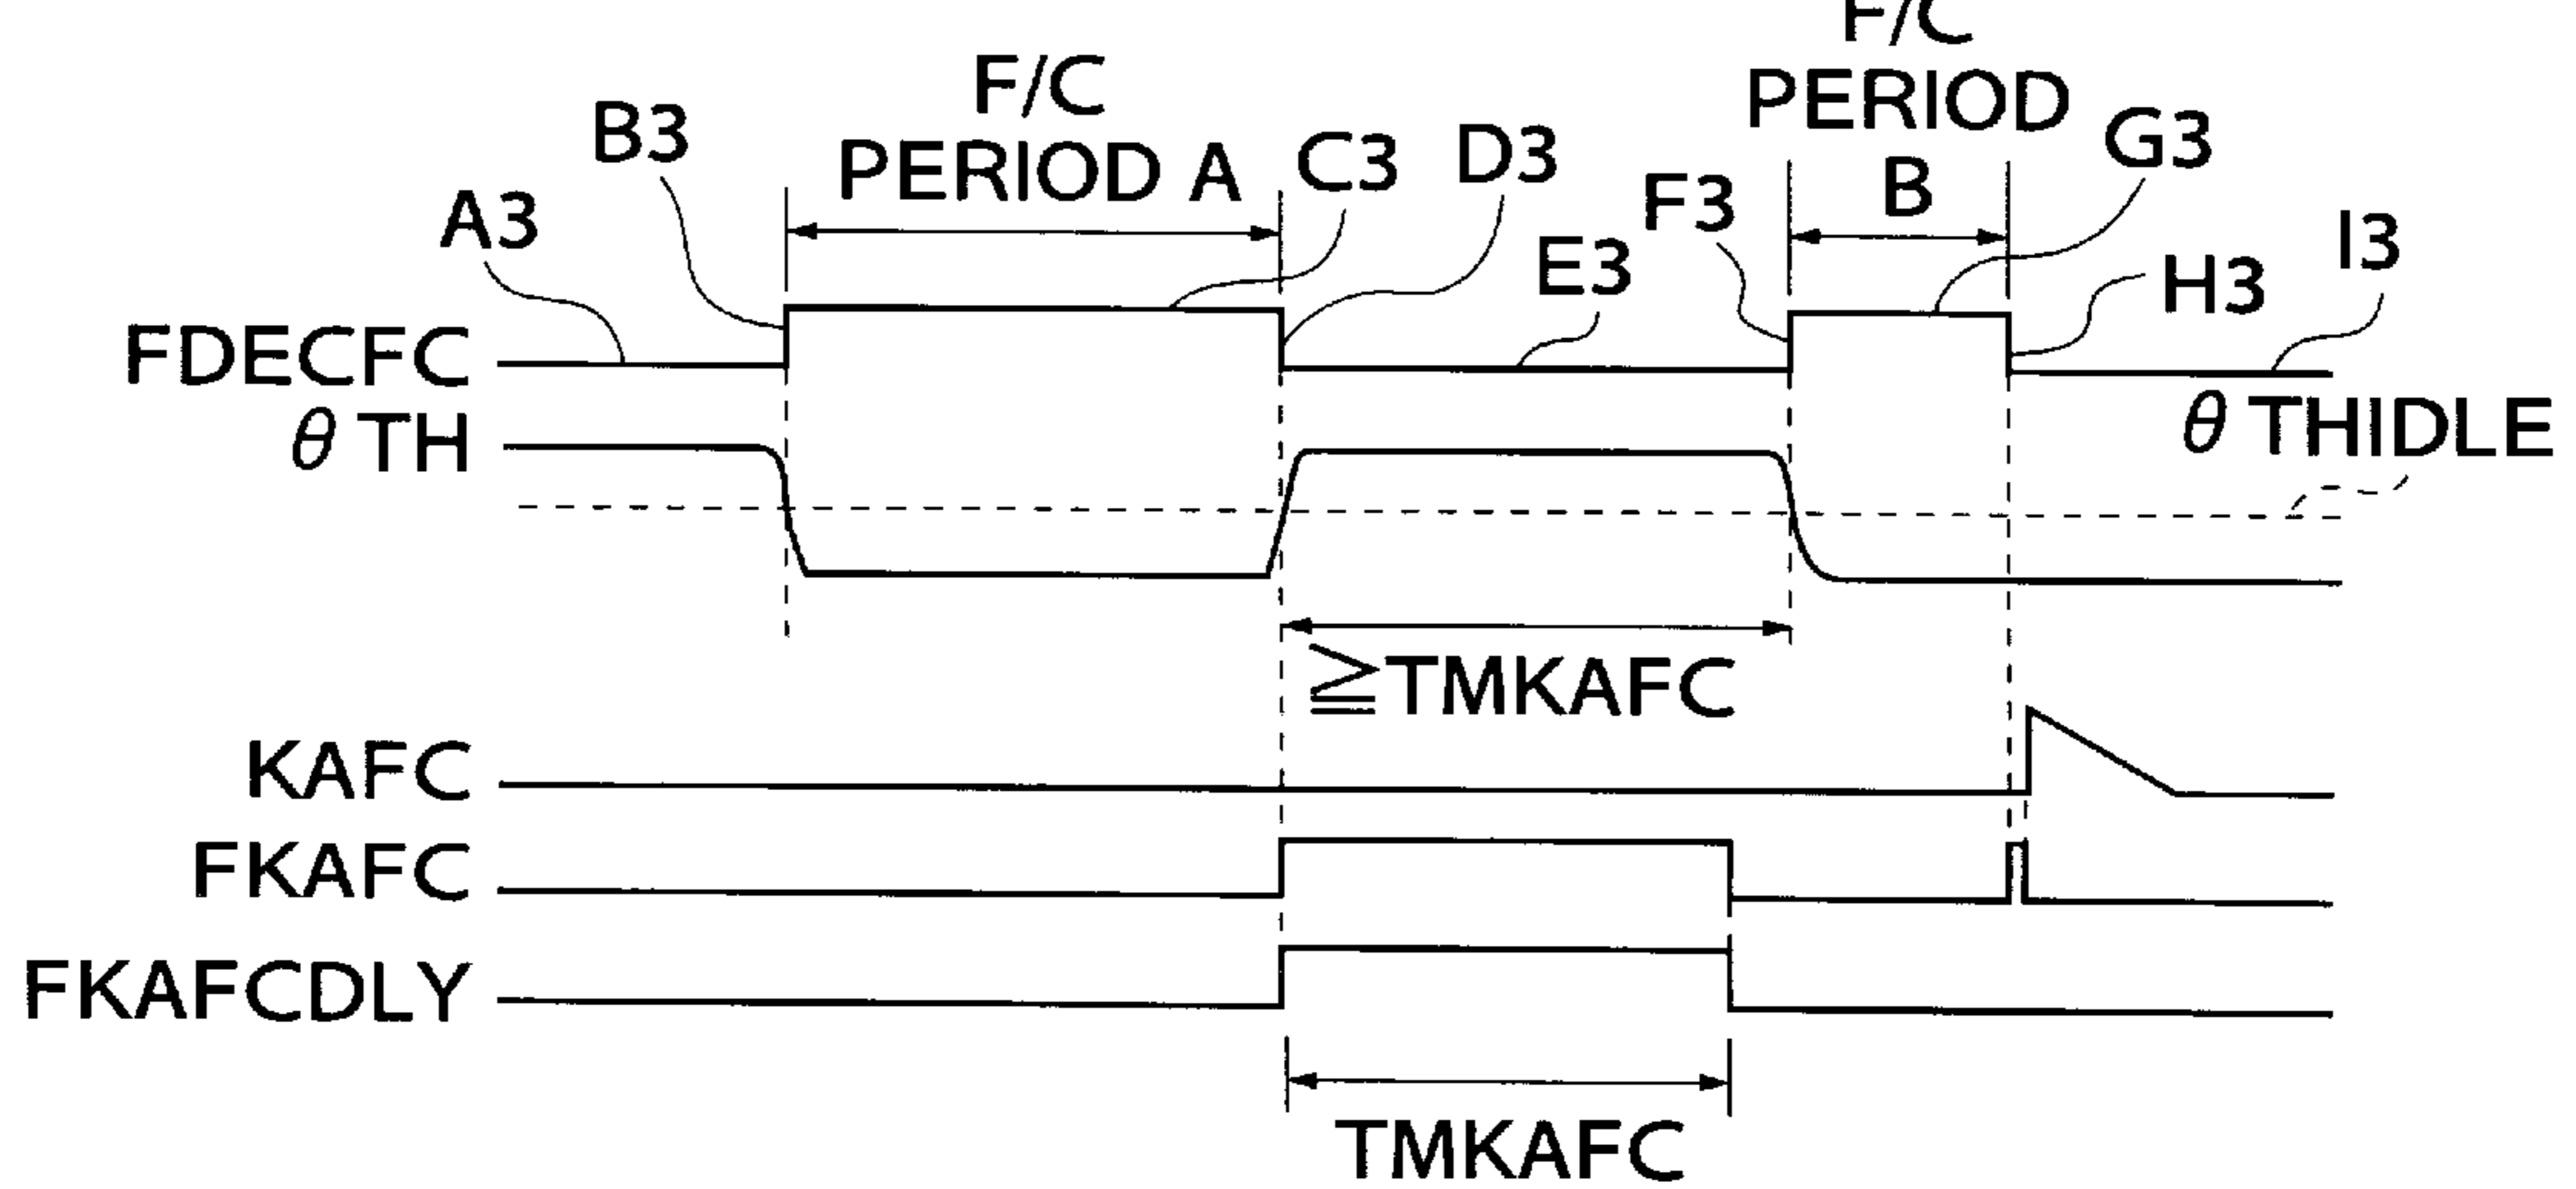 F/C
PERIOD
B
F/C
PERIOD A
A3
B3
C3
D3
E3
F3
G3
H3
I3
FDECFC
θ TH
θ THIDLE
≧TMKAFC
KAFC
FKAFC
FKAFCDLY
TMKAFC